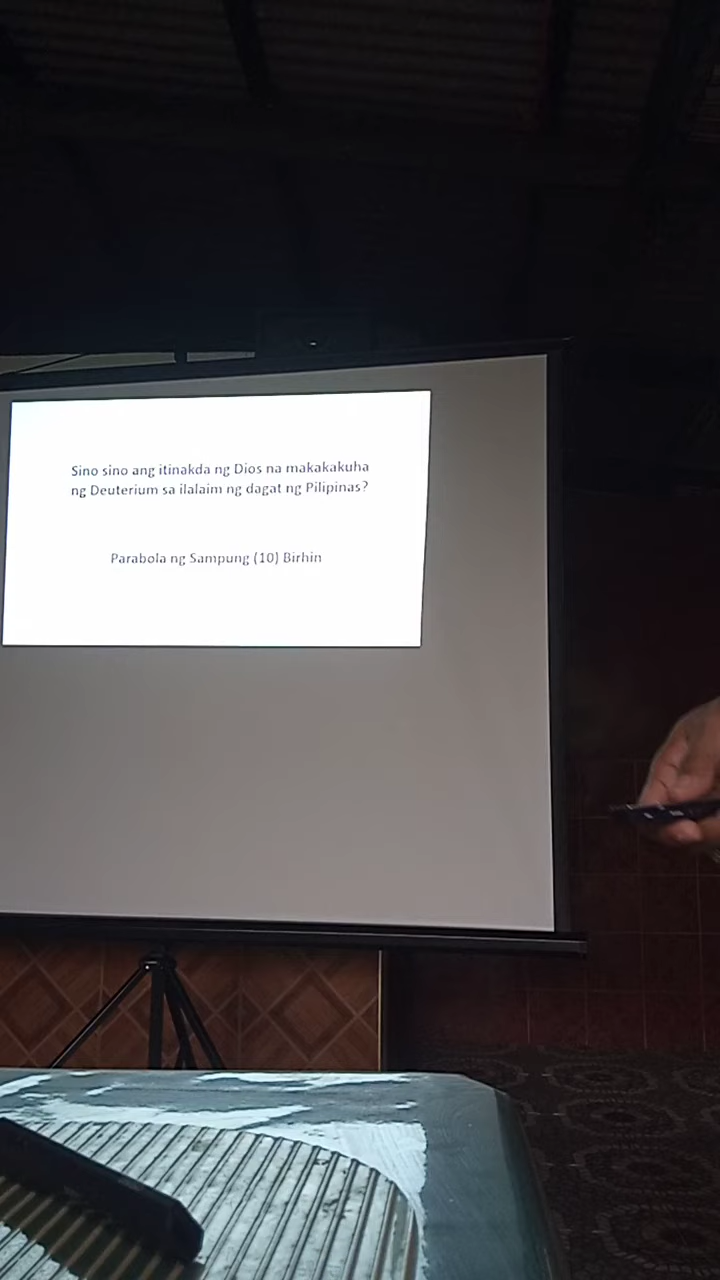 Sino sino ang itinakda ng Dios na makakakuha
ng Deuterium sa ilalaim ng dagat ng Pilipinas?
Parabola ng Sampung (10) Birhin